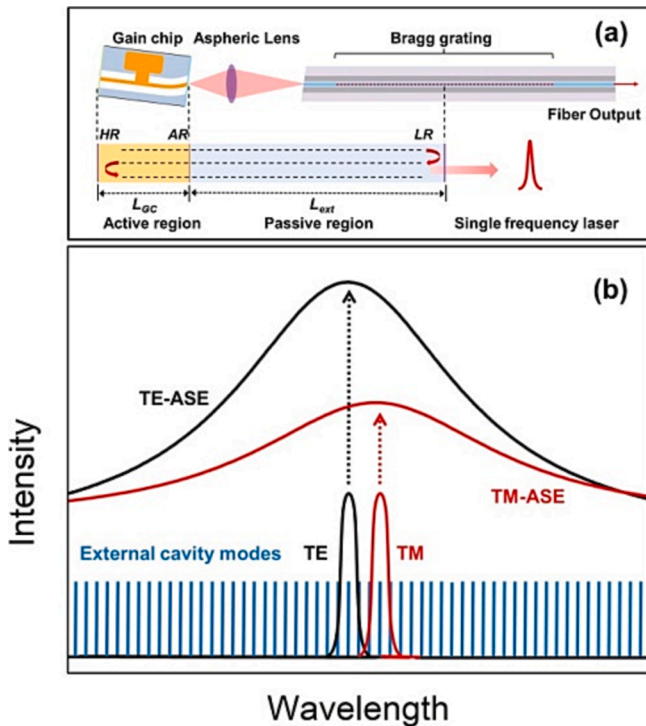 (a)
Gain chip
Aspheric Lens
Bragg grating
Fiber Output
HR
AR
LR
L_GC
L_ext
Active region
Passive region
Single frequency laser
(b)
TE-ASE
TM-ASE
External cavity modes
TE
TM
Intensity
Wavelength